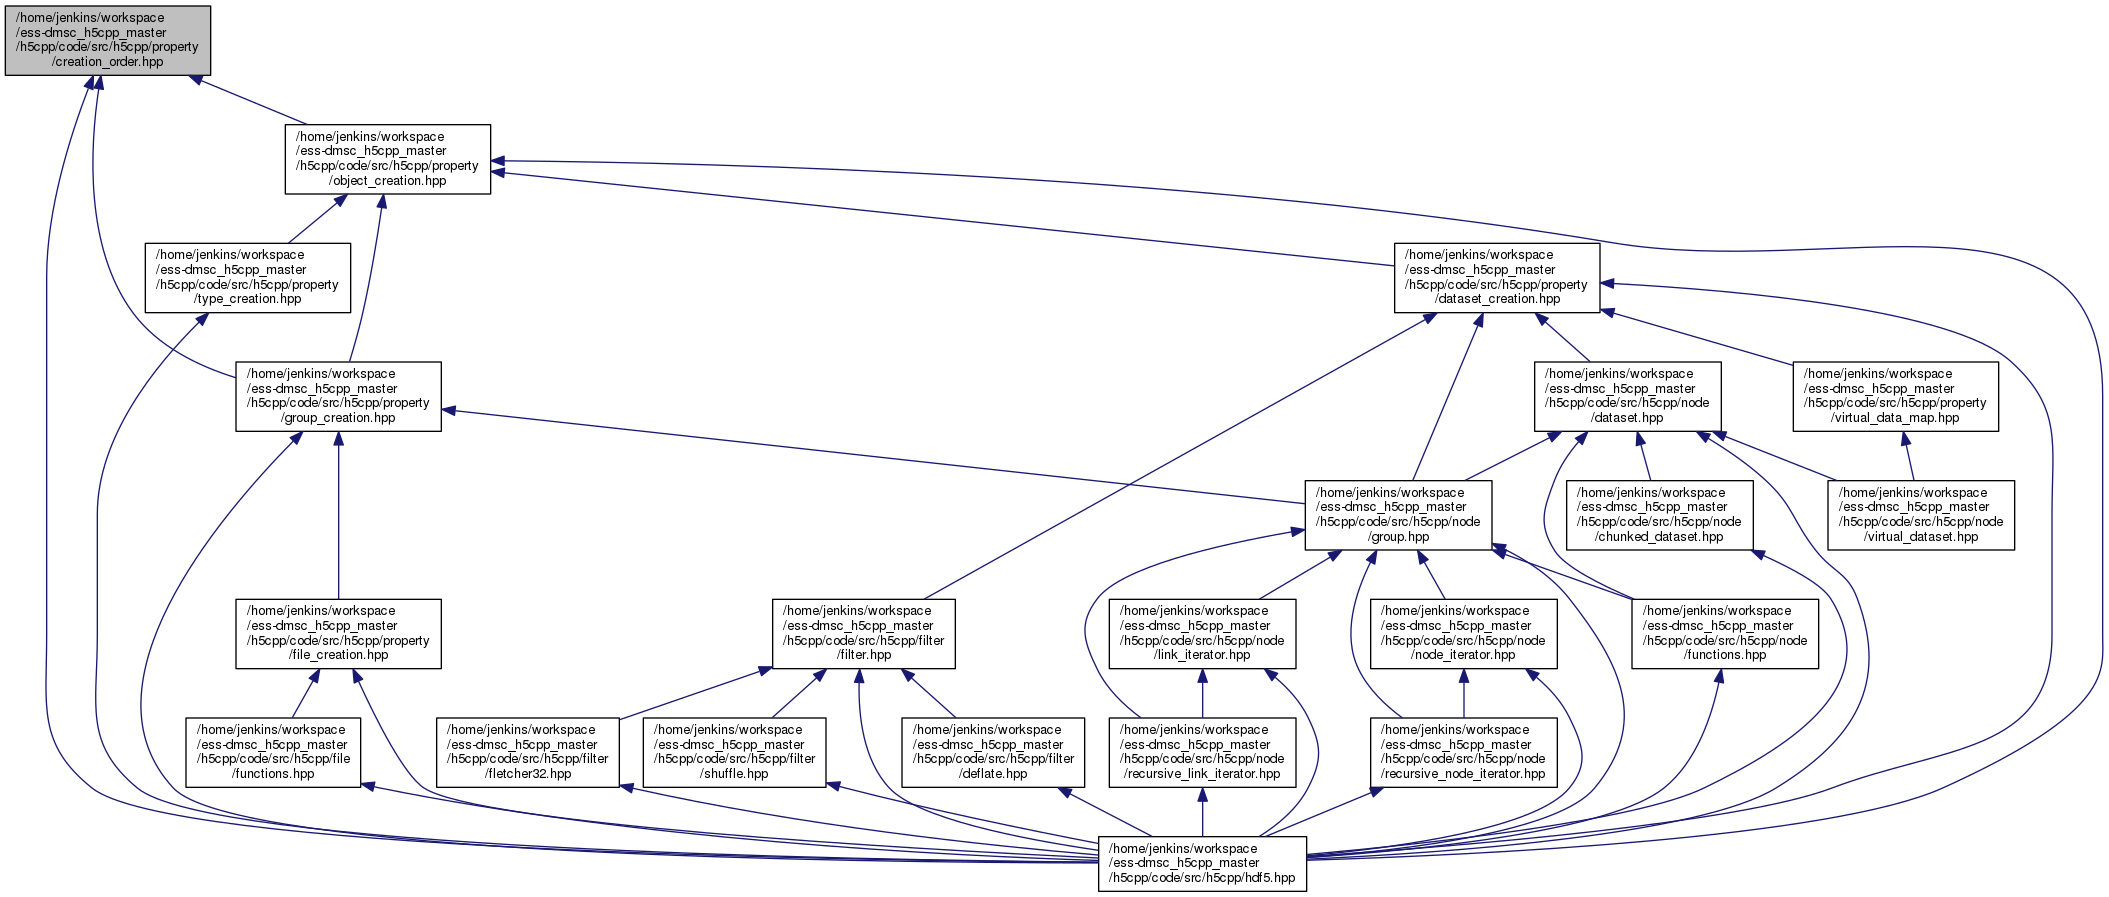 /home/jenkins/workspace
/ess-dmsc_h5cpp_master
/h5cpp/code/src/h5cpp/property
/creation_order.hpp
/home/jenkins/workspace
/ess-dmsc_h5cpp_master
/h5cpp/code/src/h5cpp/property
/object_creation.hpp
/home/jenkins/workspace
/ess-dmsc_h5cpp_master
/h5cpp/code/src/h5cpp/property
/type_creation.hpp
/home/jenkins/workspace
/ess-dmsc_h5cpp_master
/h5cpp/code/src/h5cpp/property
/dataset_creation.hpp
/home/jenkins/workspace
/ess-dmsc_h5cpp_master
/h5cpp/code/src/h5cpp/property
/group_creation.hpp
/home/jenkins/workspace
/ess-dmsc_h5cpp_master
/h5cpp/code/src/h5cpp/node
/dataset.hpp
/home/jenkins/workspace
/ess-dmsc_h5cpp_master
/h5cpp/code/src/h5cpp/property
/virtual_data_map.hpp
/home/jenkins/workspace
/ess-dmsc_h5cpp_master
/h5cpp/code/src/h5cpp/node
/group.hpp
/home/jenkins/workspace
/ess-dmsc_h5cpp_master
/h5cpp/code/src/h5cpp/node
/chunked_dataset.hpp
/home/jenkins/workspace
/ess-dmsc_h5cpp_master
/h5cpp/code/src/h5cpp/node
/virtual_dataset.hpp
/home/jenkins/workspace
/ess-dmsc_h5cpp_master
/h5cpp/code/src/h5cpp/property
/file_creation.hpp
/home/jenkins/workspace
/ess-dmsc_h5cpp_master
/h5cpp/code/src/h5cpp/filter
/filter.hpp
/home/jenkins/workspace
/ess-dmsc_h5cpp_master
/h5cpp/code/src/h5cpp/node
/link_iterator.hpp
/home/jenkins/workspace
/ess-dmsc_h5cpp_master
/h5cpp/code/src/h5cpp/node
/node_iterator.hpp
/home/jenkins/workspace
/ess-dmsc_h5cpp_master
/h5cpp/code/src/h5cpp/node
/functions.hpp
/home/jenkins/workspace
/ess-dmsc_h5cpp_master
/h5cpp/code/src/h5cpp/file
/functions.hpp
/home/jenkins/workspace
/ess-dmsc_h5cpp_master
/h5cpp/code/src/h5cpp/filter
/fletcher32.hpp
/home/jenkins/workspace
/ess-dmsc_h5cpp_master
/h5cpp/code/src/h5cpp/filter
/shuffle.hpp
/home/jenkins/workspace
/ess-dmsc_h5cpp_master
/h5cpp/code/src/h5cpp/filter
/deflate.hpp
/home/jenkins/workspace
/ess-dmsc_h5cpp_master
/h5cpp/code/src/h5cpp/node
/recursive_link_iterator.hpp
/home/jenkins/workspace
/ess-dmsc_h5cpp_master
/h5cpp/code/src/h5cpp/node
/recursive_node_iterator.hpp
/home/jenkins/workspace
/ess-dmsc_h5cpp_master
/h5cpp/code/src/h5cpp/hdf5.hpp